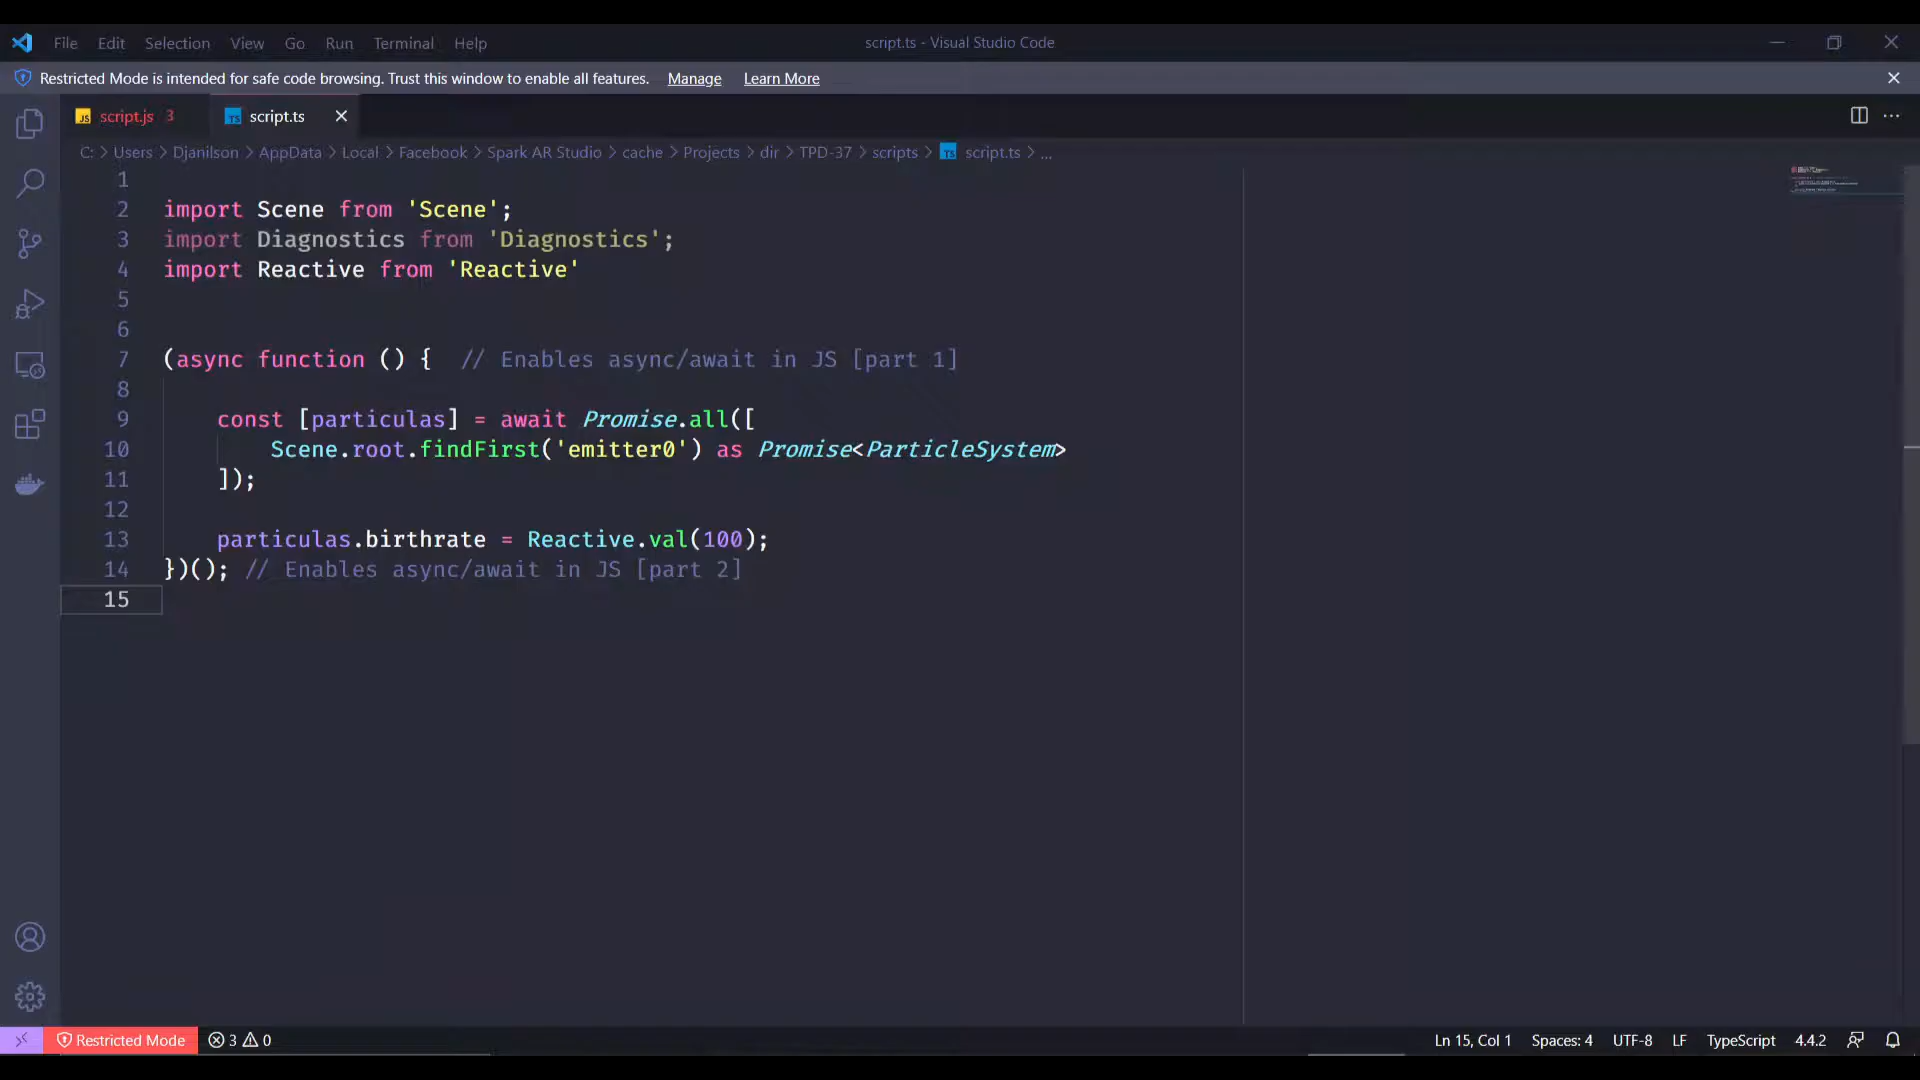 File Edit Selection View Go Run Terminal Help script.ts - Visual Studio Code
Restricted Mode is intended for safe code browsing. Trust this window to enable all features. Manage Learn More
JS script.js 3 TS script.ts
C: > Users > Djanilson > AppData > Local > Facebook > Spark AR Studio > cache > Projects > dir > TPD-37 > scripts > TS script.ts > ...
1
2 import Scene from 'Scene';
3 import Diagnostics from 'Diagnostics';
4 import Reactive from 'Reactive'
5
6
7 (async function () { // Enables async/await in JS [part 1]
8
9 const [particulas] = await Promise.all([
10 Scene.root.findFirst('emitter0') as Promise<ParticleSystem>
11 ]);
12
13 particulas.birthrate = Reactive.val(100);
14 })(); // Enables async/await in JS [part 2]
15
Restricted Mode 3 0 Ln 15, Col 1 Spaces: 4 UTF-8 LF TypeScript 4.4.2